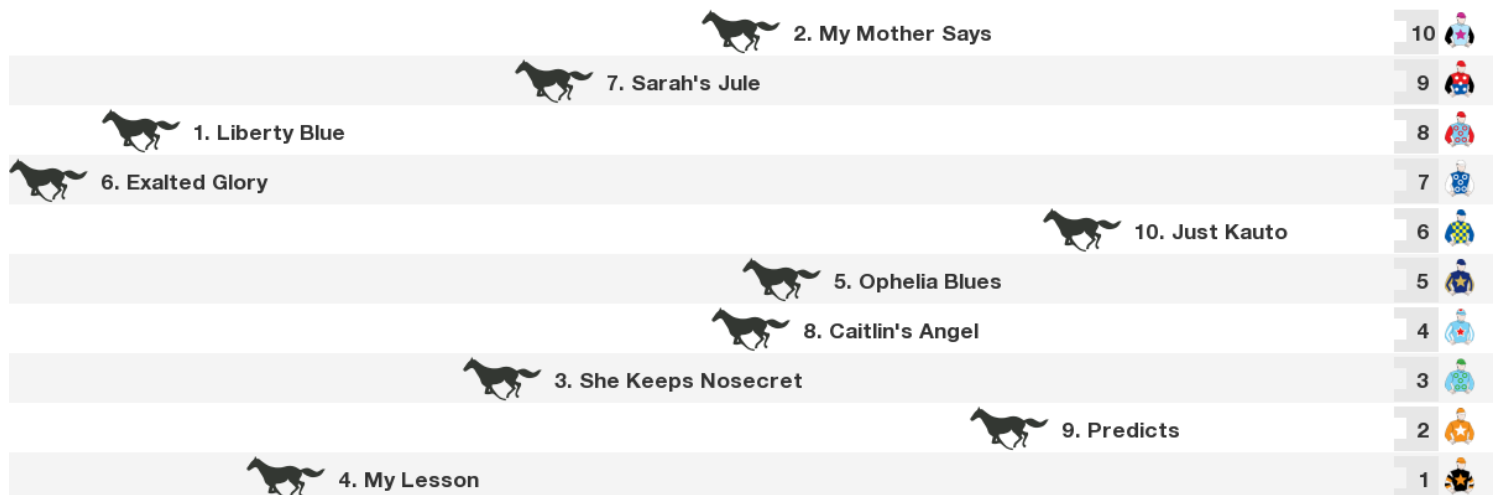 2. My Mother Says 10
7. Sarah's Jule 9
1. Liberty Blue 8
6. Exalted Glory 7
10. Just Kauto 6
5. Ophelia Blues 5
8. Caitlin's Angel 4
3. She Keeps Nosecret 3
9. Predicts 2
4. My Lesson 1